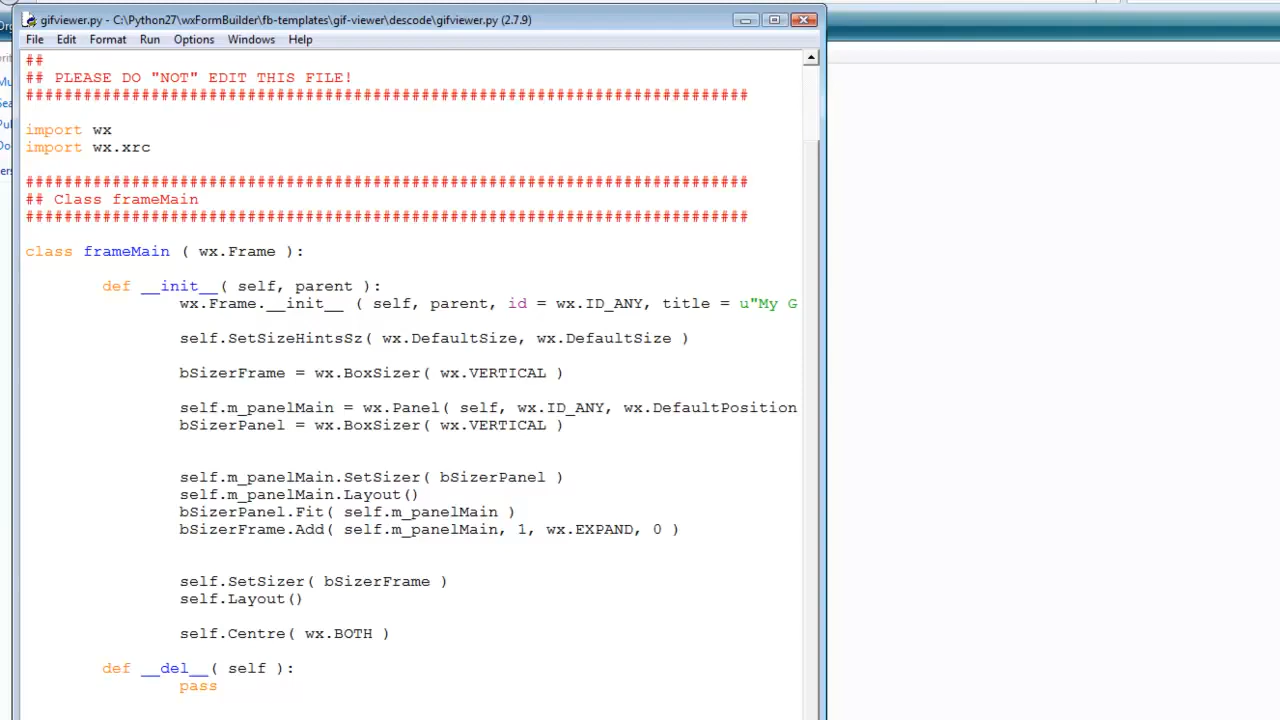 gifviewer.py - C:\Python27\wxFormBuilder\fb-templates\gif-viewer\descode\gifviewer.py (2.7.9)
File Edit Format Run Options Windows Help
##
## PLEASE DO "NOT" EDIT THIS FILE!
###########################################################################
import wx
import wx.xrc
###########################################################################
## Class frameMain
###########################################################################
class frameMain ( wx.Frame ):
def __init__( self, parent ):
wx.Frame.__init__ ( self, parent, id = wx.ID_ANY, title = u"My G
self.SetSizeHintsSz( wx.DefaultSize, wx.DefaultSize )
bSizerFrame = wx.BoxSizer( wx.VERTICAL )
self.m_panelMain = wx.Panel( self, wx.ID_ANY, wx.DefaultPosition
bSizerPanel = wx.BoxSizer( wx.VERTICAL )
self.m_panelMain.SetSizer( bSizerPanel )
self.m_panelMain.Layout()
bSizerPanel.Fit( self.m_panelMain )
bSizerFrame.Add( self.m_panelMain, 1, wx.EXPAND, 0 )
self.SetSizer( bSizerFrame )
self.Layout()
self.Centre( wx.BOTH )
def __del__( self ):
pass